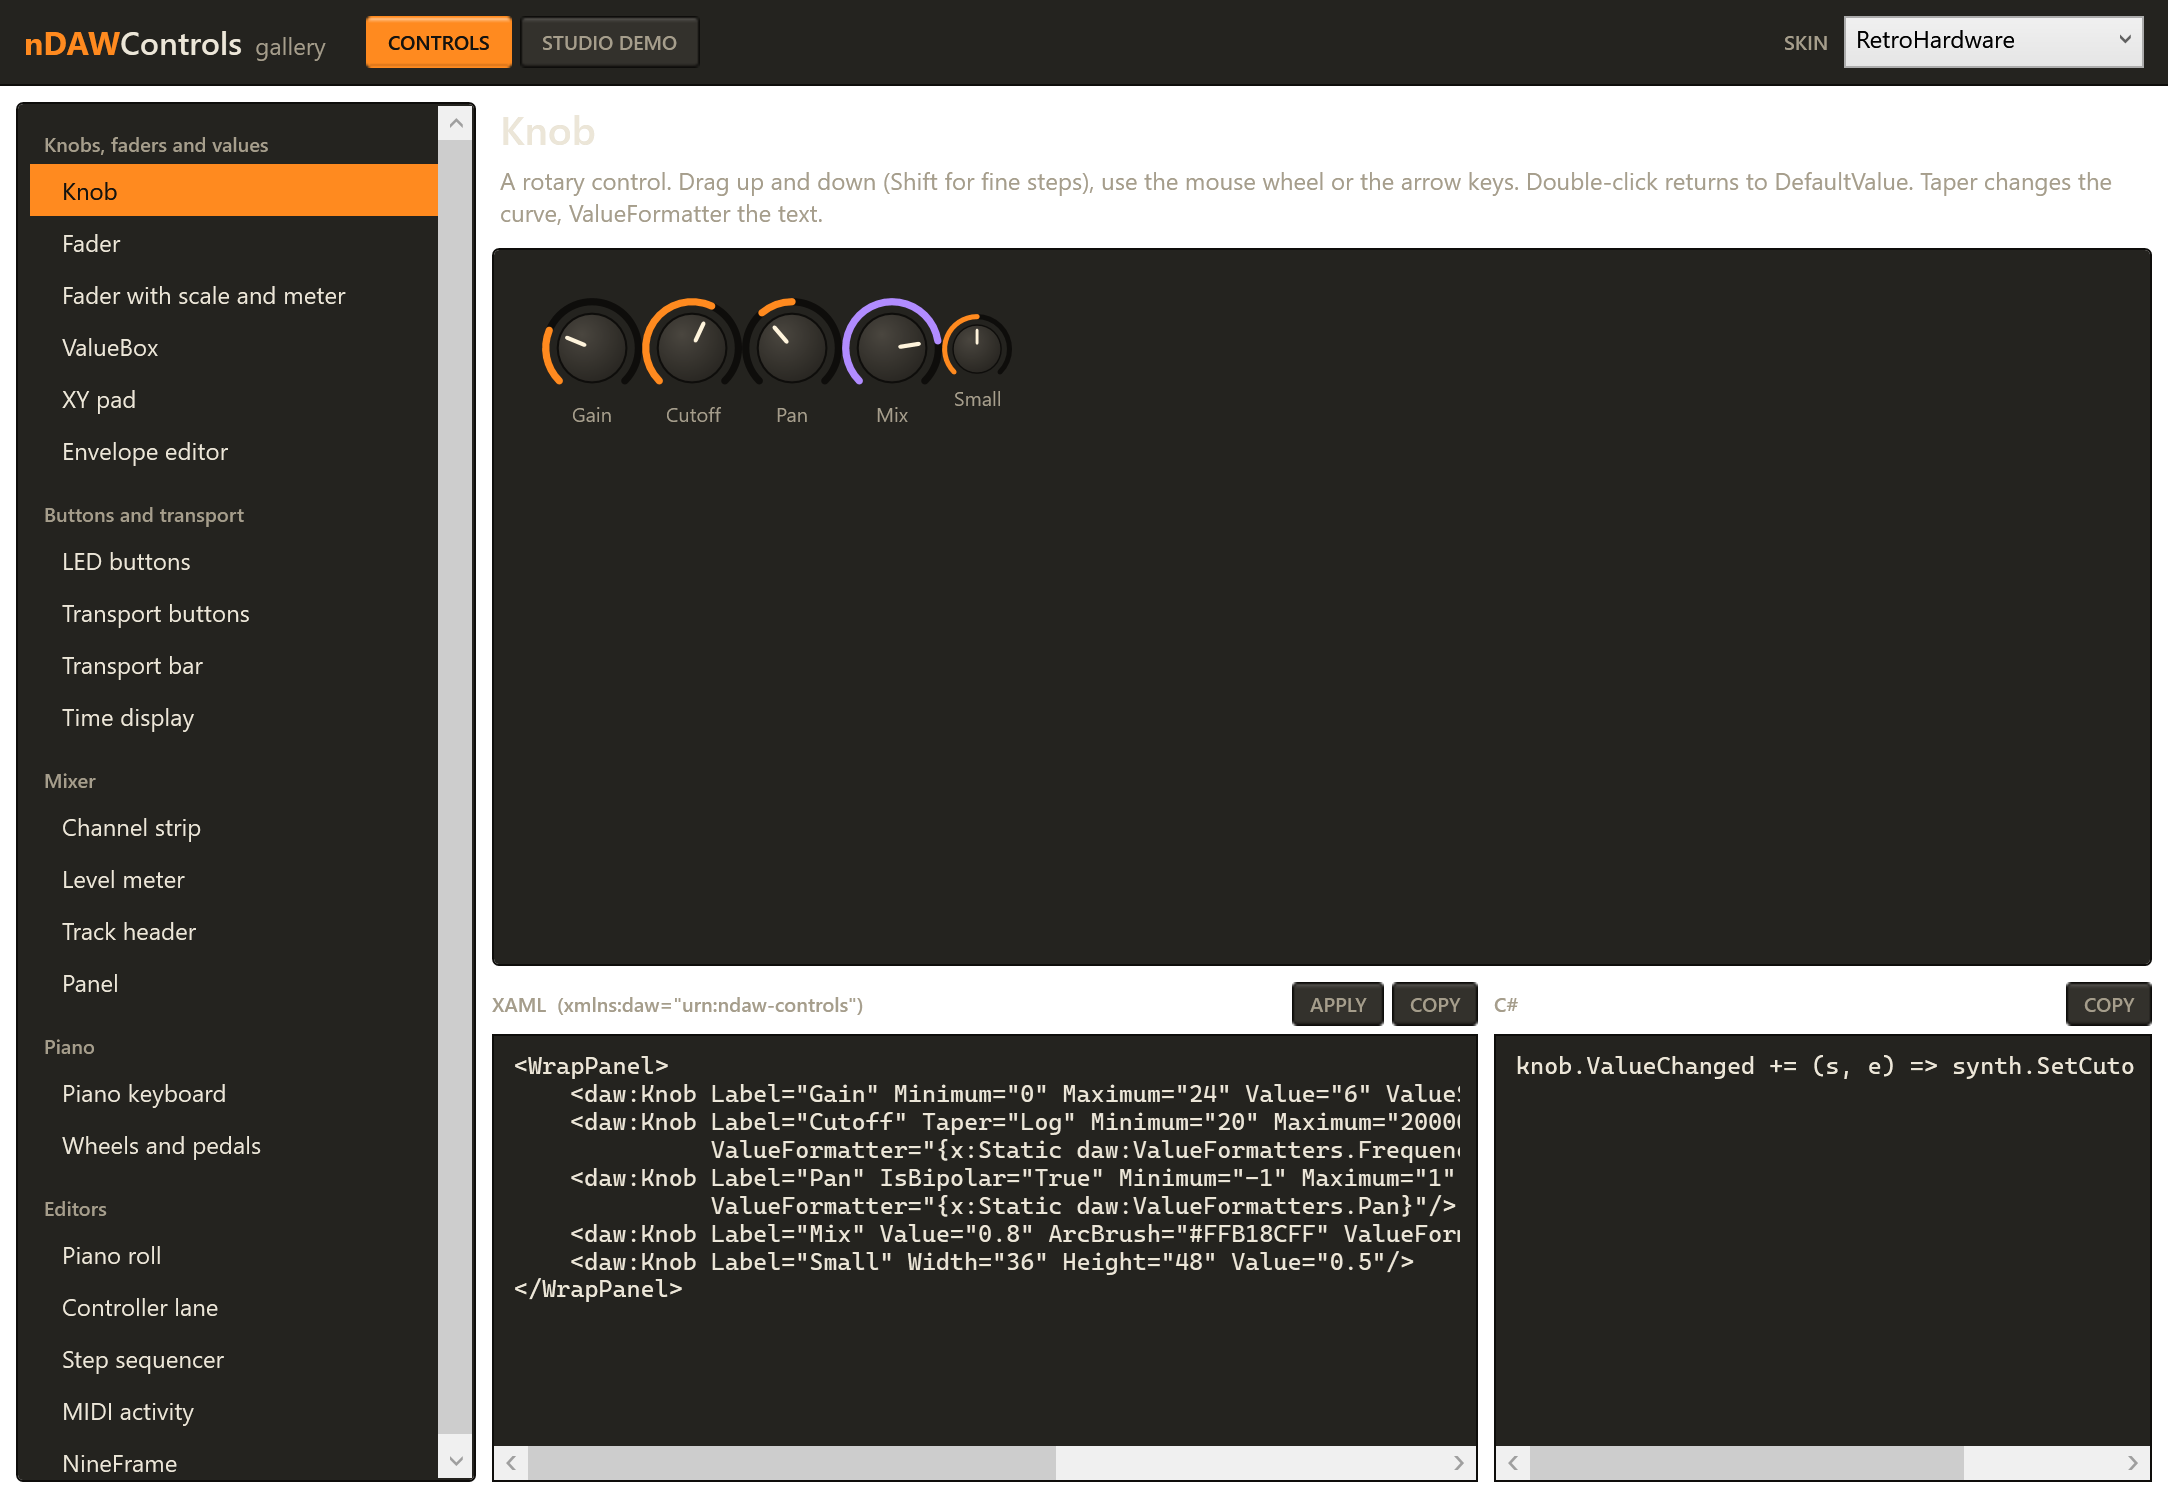 nDAWControls gallery
CONTROLS
STUDIO DEMO
SKIN
RetroHardware
Knobs, faders and values
Knob
Fader
Fader with scale and meter
ValueBox
XY pad
Envelope editor
Buttons and transport
LED buttons
Transport buttons
Transport bar
Time display
Mixer
Channel strip
Level meter
Track header
Panel
Piano
Piano keyboard
Wheels and pedals
Editors
Piano roll
Controller lane
Step sequencer
MIDI activity
NineFrame
Knob
A rotary control. Drag up and down (Shift for fine steps), use the mouse wheel or the arrow keys. Double-click returns to DefaultValue. Taper changes the
curve, ValueFormatter the text.
Gain
Cutoff
Pan
Mix
Small
XAML (xmlns:daw="urn:ndaw-controls")
APPLY
COPY
<WrapPanel>
    <daw:Knob Label="Gain" Minimum="0" Maximum="24" Value="6" Value
    <daw:Knob Label="Cutoff" Taper="Log" Minimum="20" Maximum="2000
              ValueFormatter="{x:Static daw:ValueFormatters.Frequen
    <daw:Knob Label="Pan" IsBipolar="True" Minimum="-1" Maximum="1"
              ValueFormatter="{x:Static daw:ValueFormatters.Pan}"/>
    <daw:Knob Label="Mix" Value="0.8" ArcBrush="#FFB18CFF" ValueFor
    <daw:Knob Label="Small" Width="36" Height="48" Value="0.5"/>
</WrapPanel>
C#
COPY
knob.ValueChanged += (s, e) => synth.SetCuto